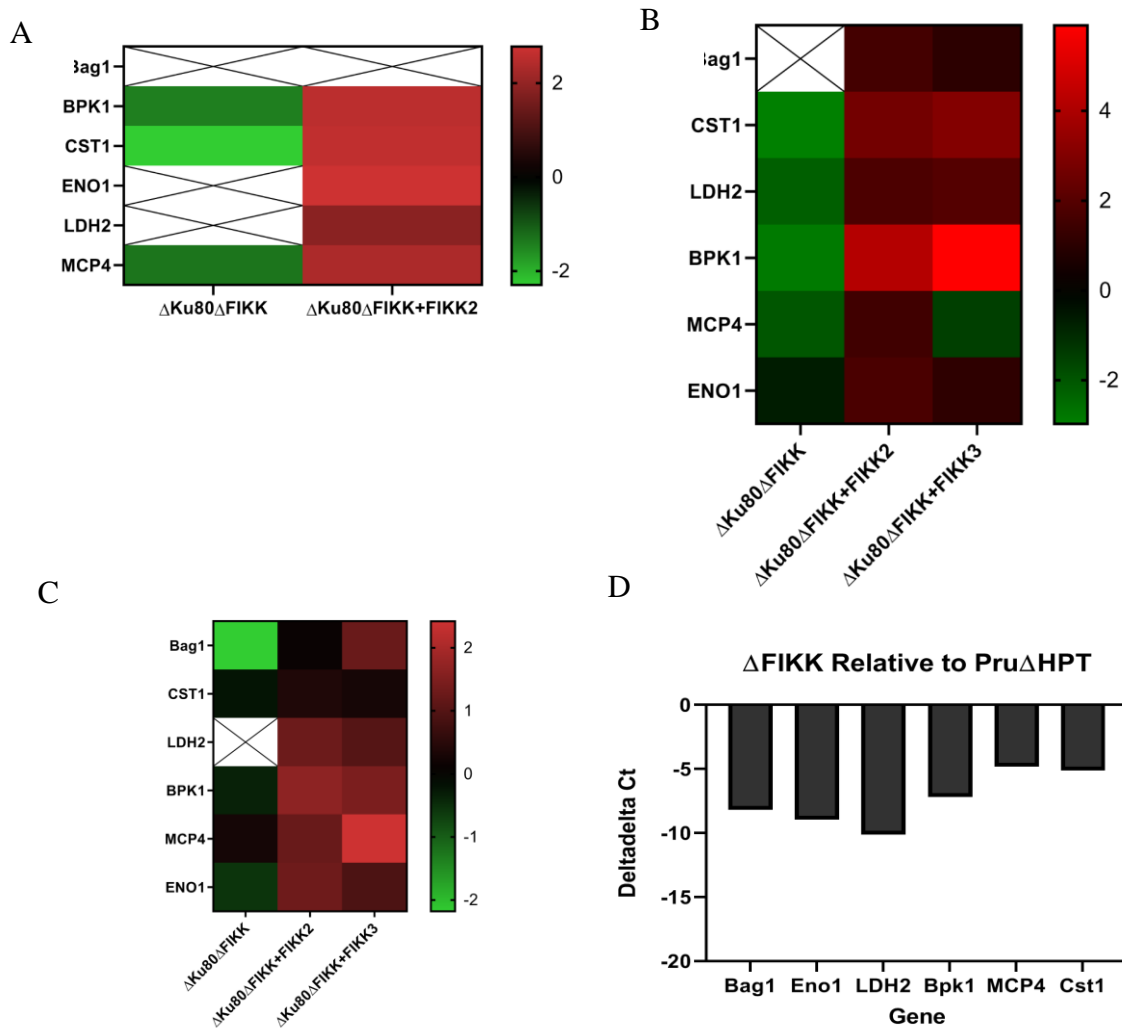 A
Bag1
BPK1
CST1
ENO1
LDH2
MCP4
2
0
-2
ΔKu80ΔFIKK
ΔKu80ΔFIKK+FIKK2
B
Bag1
CST1
LDH2
BPK1
MCP4
ENO1
4
2
0
-2
ΔKu80ΔFIKK
ΔKu80ΔFIKK+FIKK2
ΔKu80ΔFIKK+FIKK3
C
Bag1
CST1
LDH2
BPK1
MCP4
ENO1
2
1
0
-1
-2
ΔKu80ΔFIKK
ΔKu80ΔFIKK+FIKK2
ΔKu80ΔFIKK+FIKK3
D
ΔFIKK Relative to PruΔHPT
Deltadelta Ct
0
-5
-10
-15
-20
Bag1 Eno1 LDH2 Bpk1 MCP4 Cst1
Gene